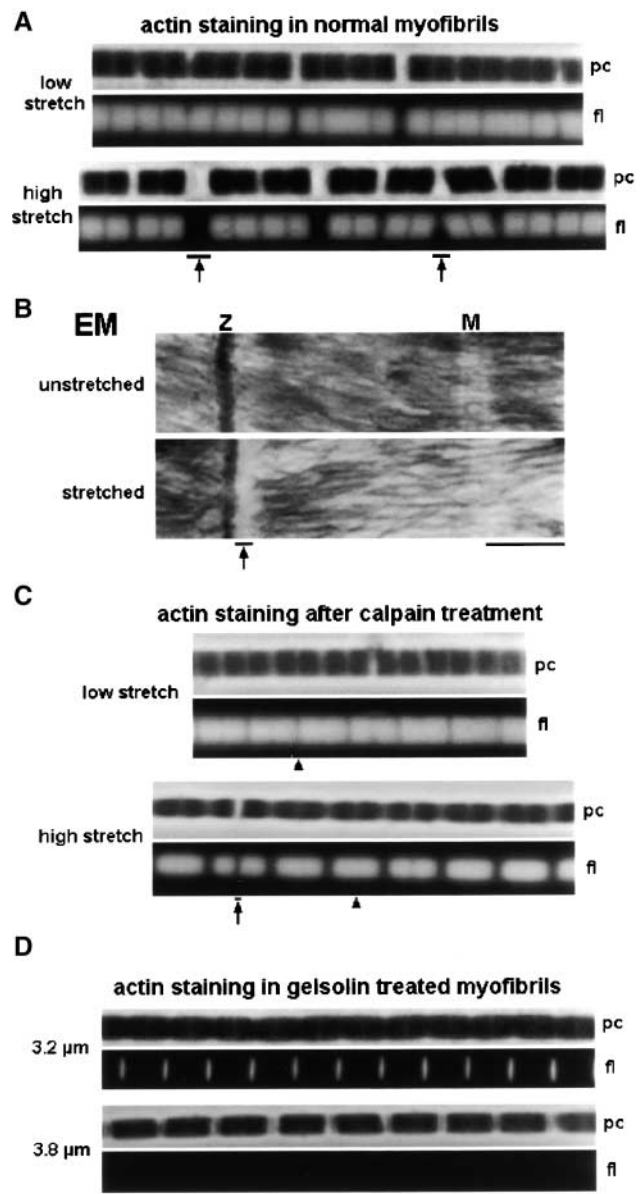 A
actin staining in normal myofibrils
low stretch
pc
fl
high stretch
pc
fl
B
EM
Z
M
unstretched
stretched
C
actin staining after calpain treatment
low stretch
pc
fl
high stretch
pc
fl
D
actin staining in gelsolin treated myofibrils
3.2 µm
pc
fl
3.8 µm
pc
fl